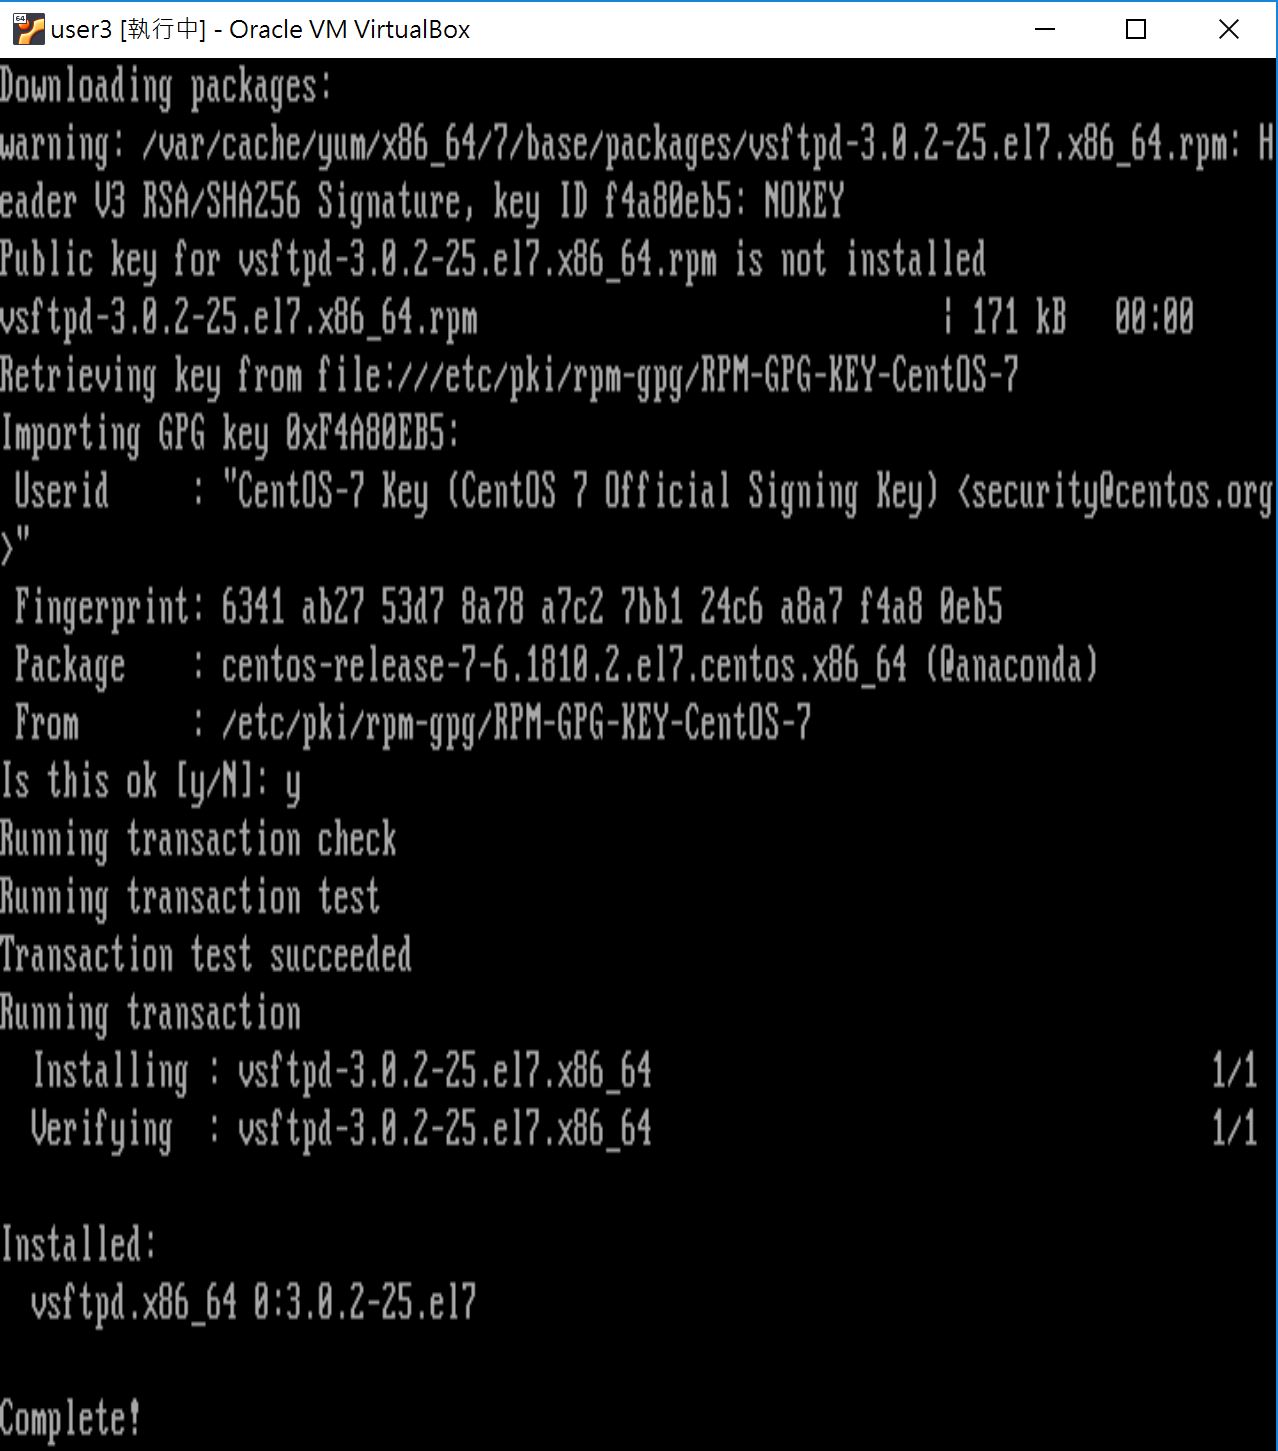 user3 [執行中] - Oracle VM VirtualBox
Downloading packages:
warning: /var/cache/yum/x86_64/7/base/packages/vsftpd-3.0.2-25.el7.x86_64.rpm: H
eader V3 RSA/SHA256 Signature, key ID f4a80eb5: NOKEY
Public key for vsftpd-3.0.2-25.el7.x86_64.rpm is not installed
vsftpd-3.0.2-25.el7.x86_64.rpm | 171 kB 00:00
Retrieving key from file:///etc/pki/rpm-gpg/RPM-GPG-KEY-CentOS-7
Importing GPG key 0xF4A80EB5:
Userid : "CentOS-7 Key (CentOS 7 Official Signing Key) <security@centos.org
>"
Fingerprint: 6341 ab27 53d7 8a78 a7c2 7bb1 24c6 a8a7 f4a8 0eb5
Package : centos-release-7-6.1810.2.el7.centos.x86_64 (@anaconda)
From : /etc/pki/rpm-gpg/RPM-GPG-KEY-CentOS-7
Is this ok [y/N]: y
Running transaction check
Running transaction test
Transaction test succeeded
Running transaction
Installing : vsftpd-3.0.2-25.el7.x86_64 1/1
Verifying : vsftpd-3.0.2-25.el7.x86_64 1/1
Installed:
vsftpd.x86_64 0:3.0.2-25.el7
Complete!